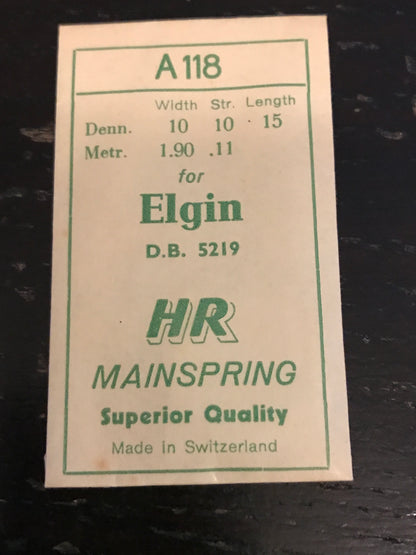 A 118
Width Str. Length
Denn. 10 10 15
Metr. 1.90 .11
for
Elgin
D.B. 5219
HR
MAINSPRING
Superior Quality
Made in Switzerland